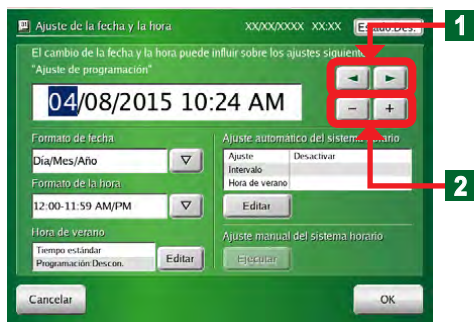 Ajuste de la fecha y la hora XX/XX/XXXX XX:XX Estado.Des.
1
El cambio de la fecha y la hora puede
influir sobre los ajustes siguiente
"Ajuste de programación"
◄ ►
04/08/2015 10:24 AM
- +
2
Formato de fecha
Día/Mes/Año ▽
Formato de la hora
12:00-11:59 AM/PM ▽
Hora de verano
Tiempo estándar
Programación:Descon.
Editar
Ajuste automático del sistema horario
Ajuste Desactivar
Intervalo
Hora de verano
Editar
Ajuste manual del sistema horario
Ejecutar
Cancelar OK